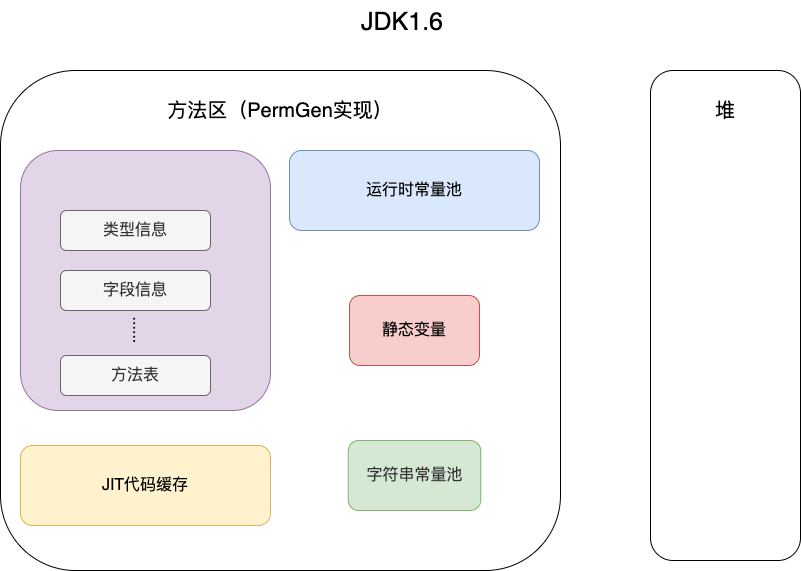 JDK1.6
方法区（PermGen实现）
堆
运行时常量池
类型信息
字段信息
方法表
静态变量
JIT代码缓存
字符串常量池